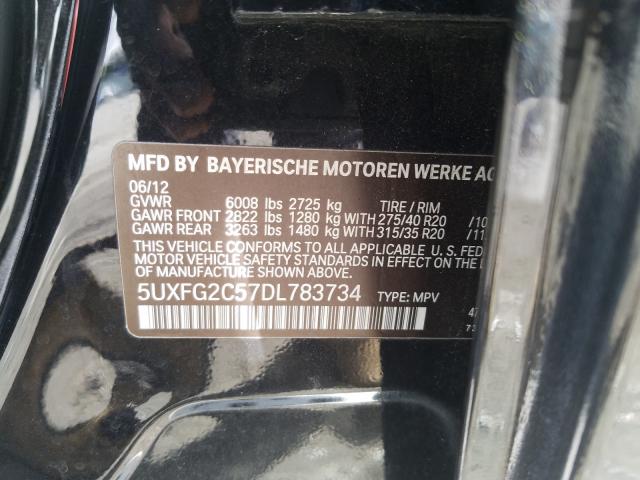 MFD BY BAYERISCHE MOTOREN WERKE AG
06/12
GVWR 6008 lbs 2725 kg TIRE / RIM
GAWR FRONT 2822 lbs 1280 kg WITH 275/40 R20 /10
GAWR REAR 3263 lbs 1480 kg WITH 315/35 R20 /11
THIS VEHICLE CONFORMS TO ALL APPLICABLE U.S. FED
MOTOR VEHICLE SAFETY STANDARDS IN EFFECT ON
OF MANUFACTURE SHOWN ABOVE.
5UXFG2C57DL783734 TYPE: MPV
47
73